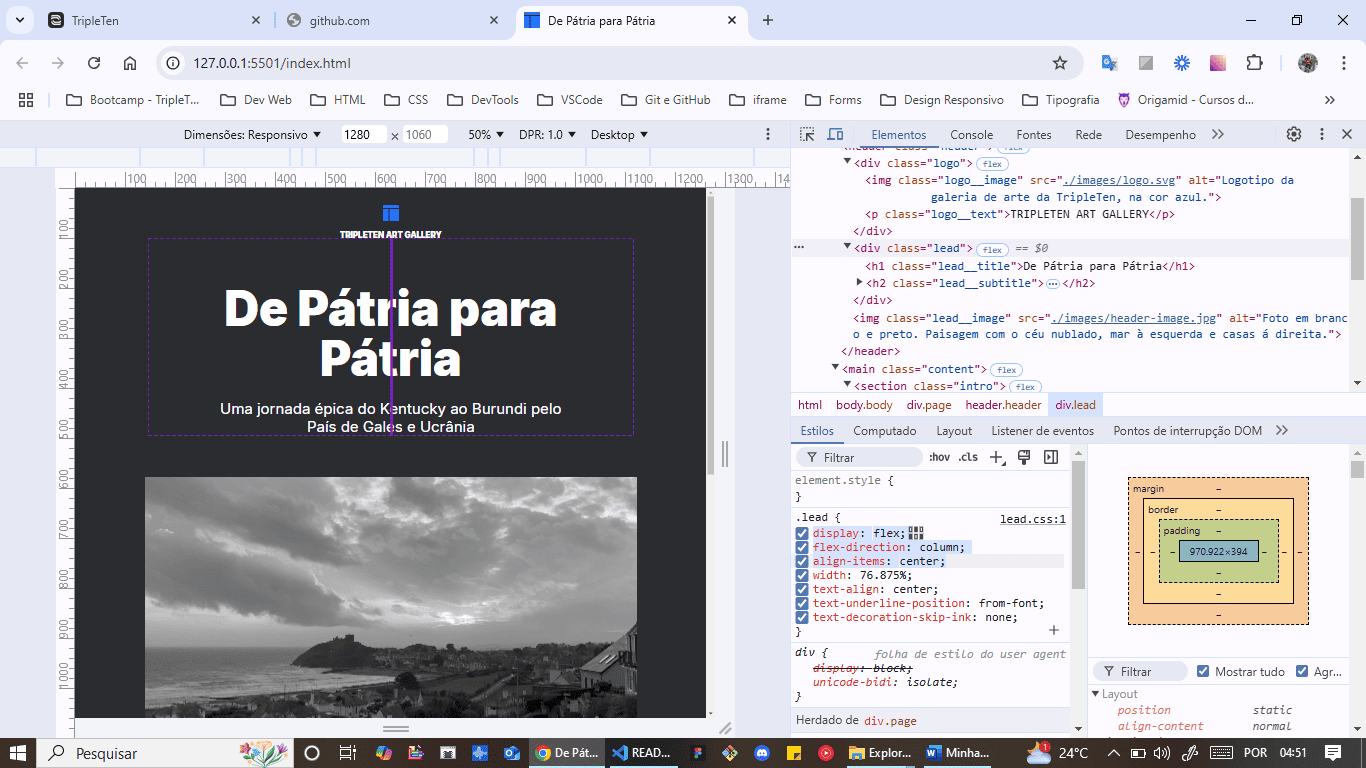 TripleTen
github.com
De Pátria para Pátria
127.0.0.1:5501/index.html
Bootcamp - TripleT...
Dev Web
HTML
CSS
DevTools
VSCode
Git e GitHub
iframe
Forms
Design Responsivo
Tipografia
Origamid - Cursos d...
Dimensões: Responsivo
1280
×
1060
50%
DPR: 1.0
Desktop
Elementos
Console
Fontes
Rede
Desempenho
100 200 300 400 500 600 700 800 900 1000 1100 1200 1300
100
200
300
400
500
600
700
800
900
1000
TRIPLETEN ART GALLERY
De Pátria para
Pátria
Uma jornada épica do Kentucky ao Burundi pelo
País de Gales e Ucrânia
<header class="header"> flex
<div class="logo"> flex
<img class="logo__image" src="./images/logo.svg" alt="Logotipo da
galeria de arte da TripleTen, na cor azul.">
<p class="logo__text">TRIPLETEN ART GALLERY</p>
</div>
<div class="lead"> flex == $0
<h1 class="lead__title">De Pátria para Pátria</h1>
<h2 class="lead__subtitle"> … </h2>
</div>
<img class="lead__image" src="./images/header-image.jpg" alt="Foto em branc
o e preto. Paisagem com o céu nublado, mar à esquerda e casas á direita.">
</header>
<main class="content"> flex
<section class="intro"> flex
html body.body div.page header.header div.lead
Estilos
Computado
Layout
Listener de eventos
Pontos de interrupção DOM
Filtrar
:hov
.cls
element.style {
}
.lead { lead.css:1
display: flex;
flex-direction: column;
align-items: center;
width: 76.875%;
text-align: center;
text-underline-position: from-font;
text-decoration-skip-ink: none;
}
div { folha de estilo do user agent
display: block;
unicode-bidi: isolate;
}
Herdado de div.page
margin
–
border
–
padding
–
– – – 970.922×394 – – –
–
–
–
Filtrar
Mostrar tudo
Agr...
Layout
position static
align-content normal
Pesquisar
De Pát...
READ...
Explor...
Minha...
1
24°C
POR
04:51